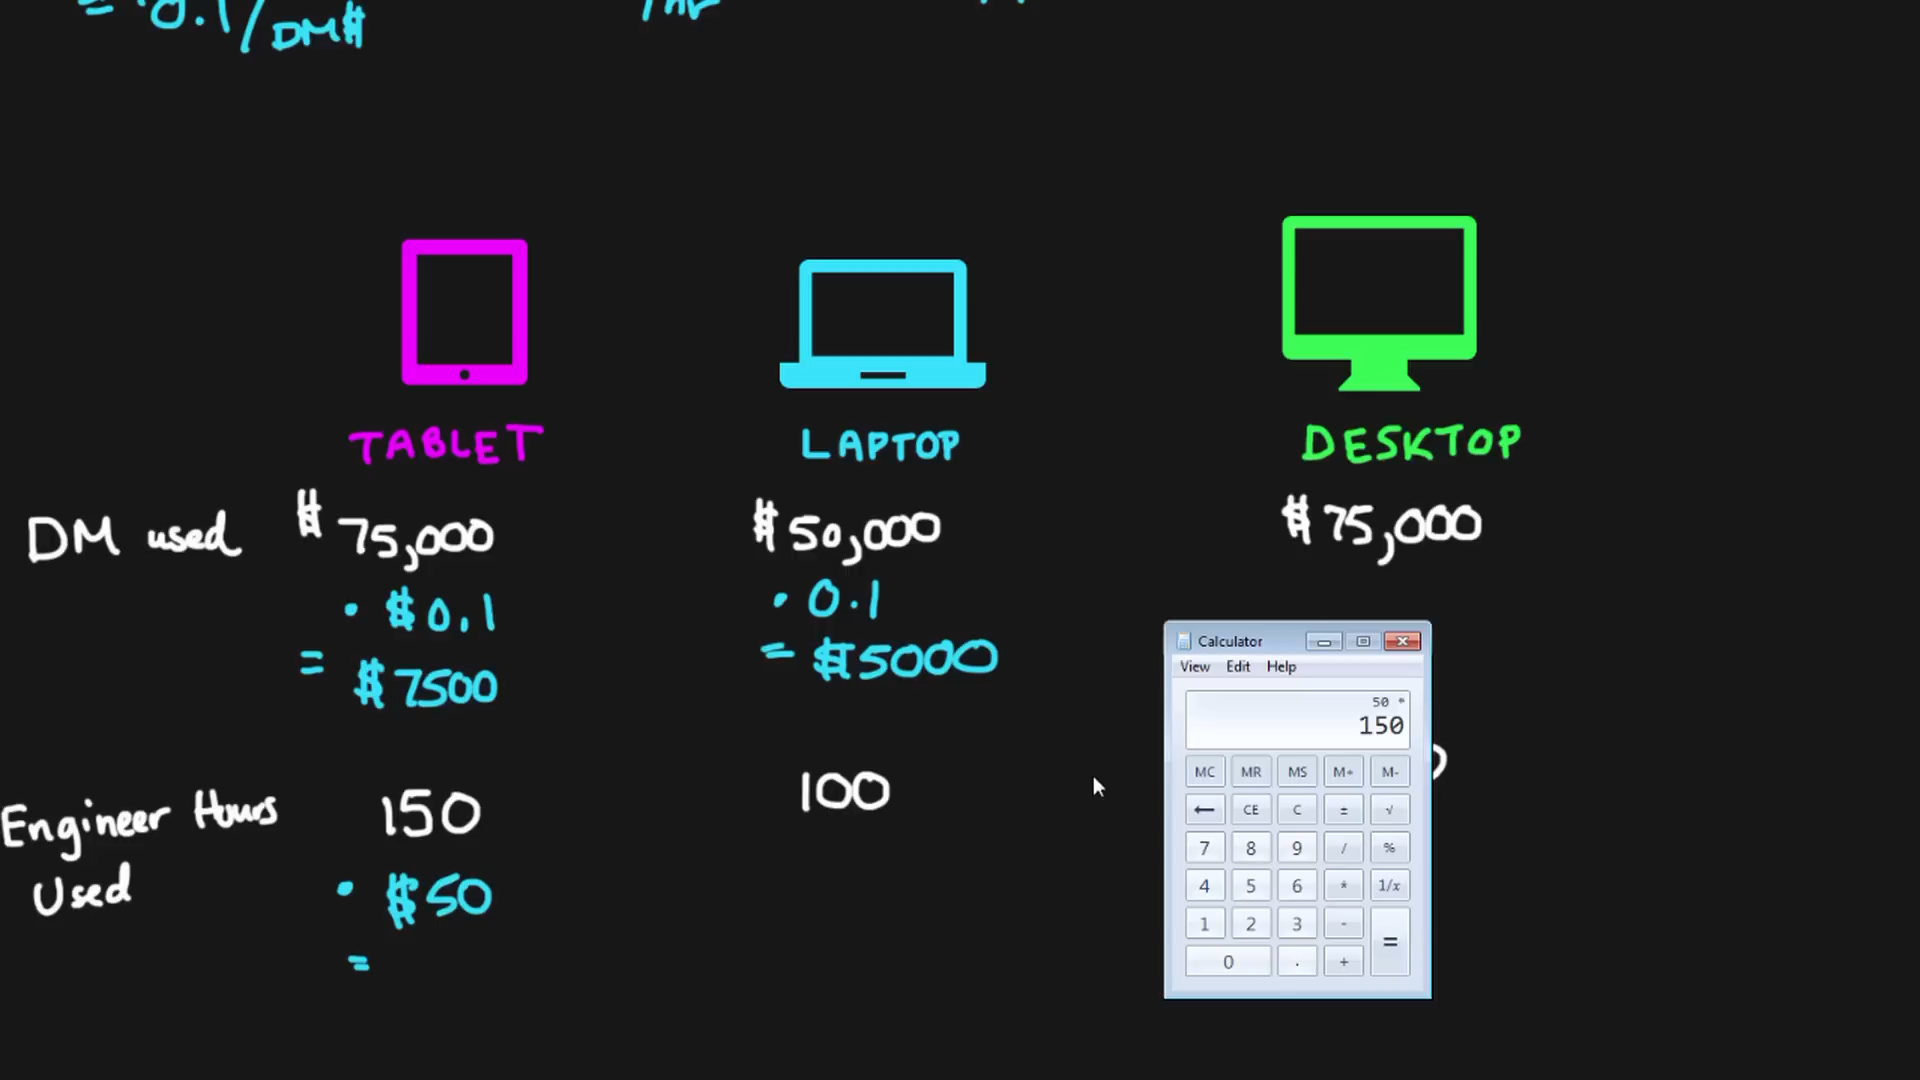 DM$
TABLET
LAPTOP
DESKTOP
DM used
$75,000
$50,000
$75,000
• $0.1
• 0.1
= $7500
= $5000
Engineer Hours
Used
150
100
• $50
=
Calculator
View Edit Help
50 *
150
MC MR MS M+ M-
← CE C ± √
7 8 9 / %
4 5 6 * 1/x
1 2 3 - =
0 . +